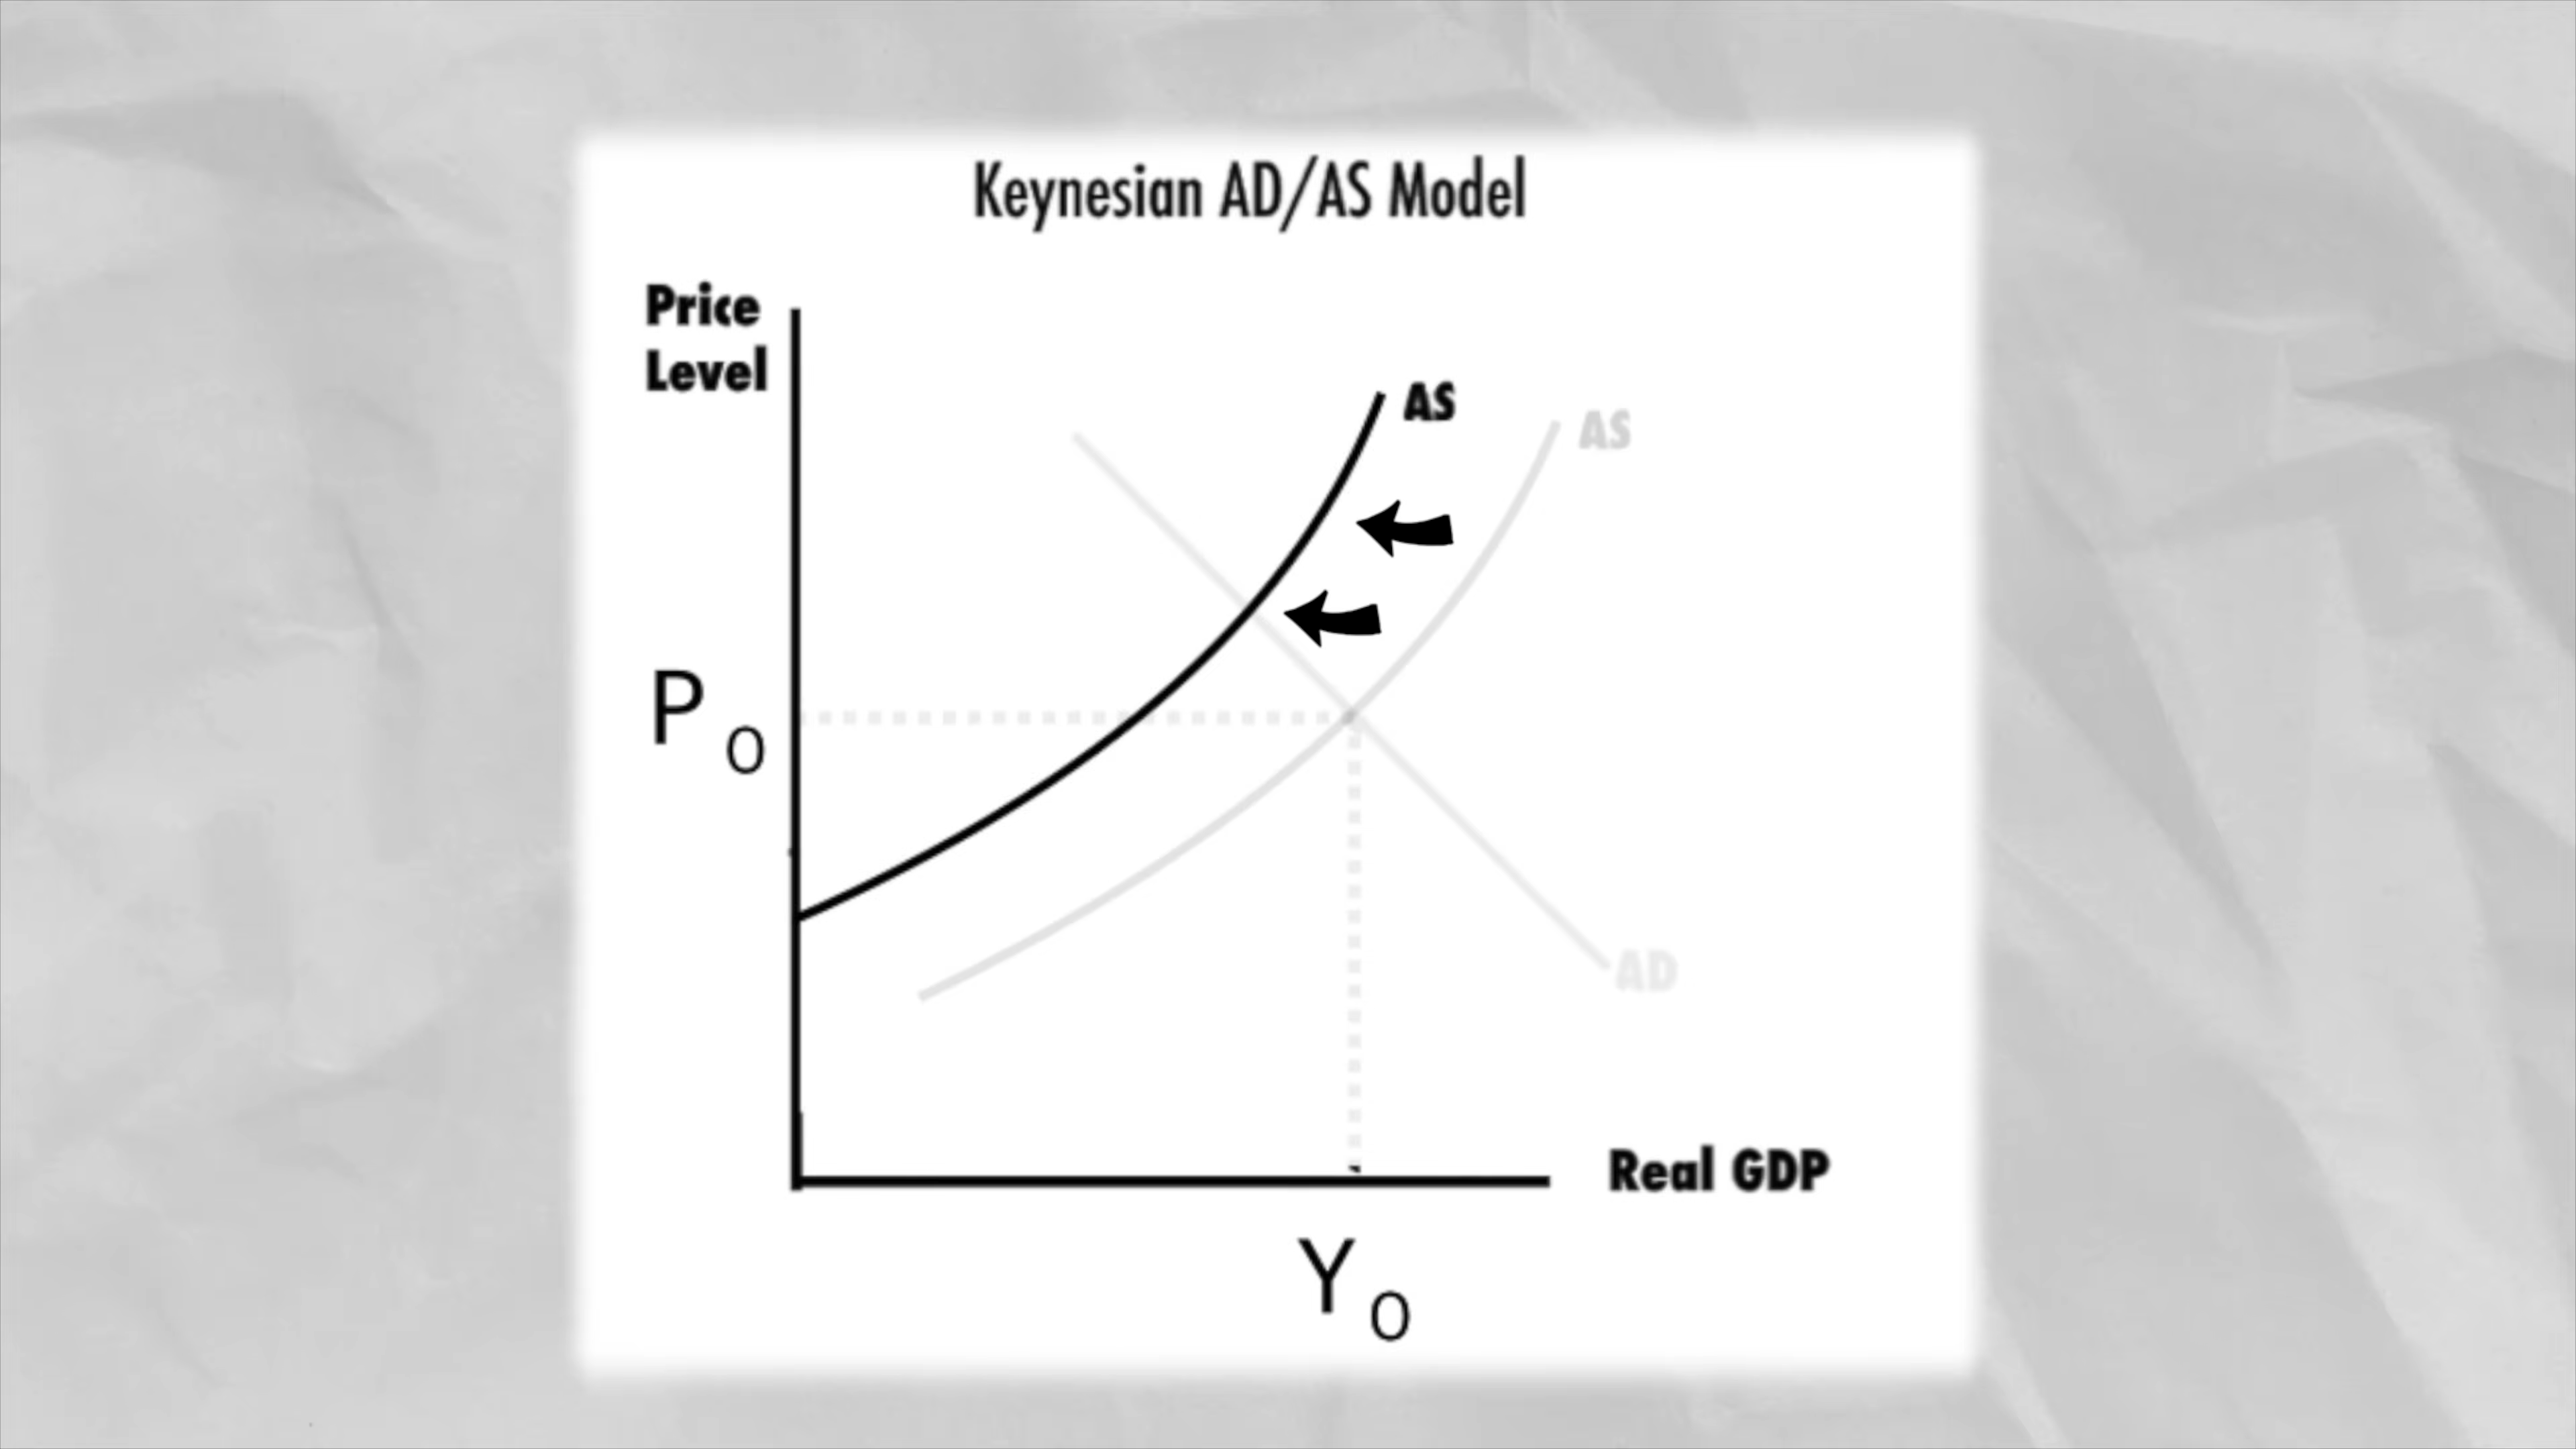 Keynesian AD/AS Model
Price
Level
AS
AS
P0
AD
Real GDP
Y0